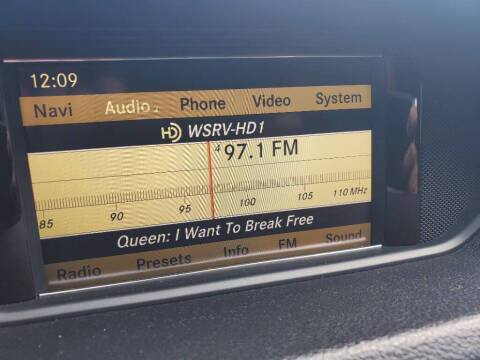 12:09
Navi Audio Phone Video System
HD WSRV-HD1
4 97.1 FM
85 90 95 100 105 110 MHz
Queen: I Want To Break Free
Radio Presets Info FM Sound